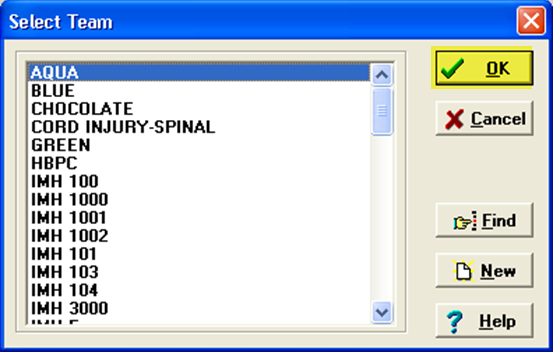 Select Team
AQUA
BLUE
CHOCOLATE
CORD INJURY-SPINAL
GREEN
HBPC
IMH 100
IMH 1000
IMH 1001
IMH 1002
IMH 101
IMH 103
IMH 104
IMH 3000
OK
Cancel
Find
New
Help